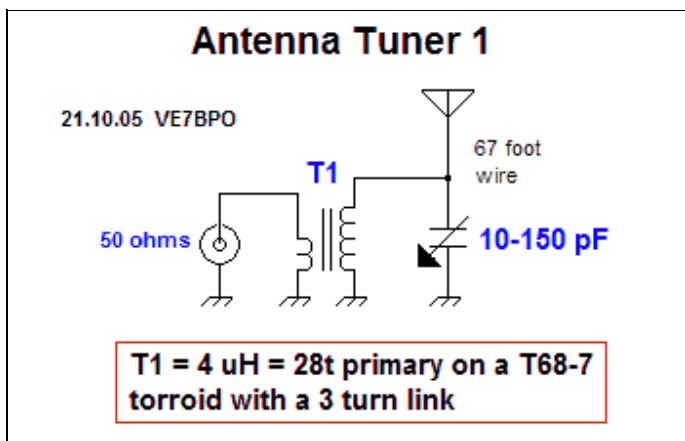 Antenna Tuner 1
21.10.05 VE7BPO
67 foot
wire
T1
50 ohms
10-150 pF
T1 = 4 uH = 28t primary on a T68-7
torroid with a 3 turn link